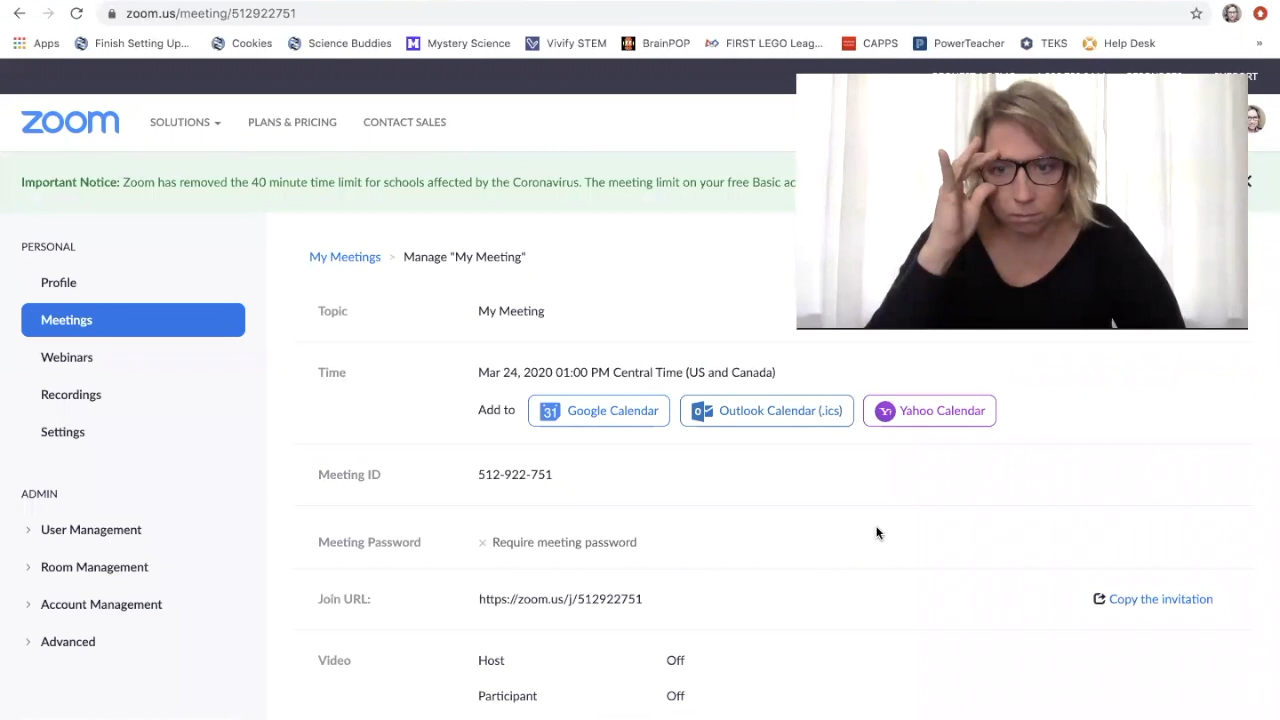 zoom.us/meeting/512922751
Apps Finish Setting Up... Cookies Science Buddies Mystery Science Vivify STEM BrainPOP FIRST LEGO Leag... CAPPS PowerTeacher TEKS Help Desk »
zoom SOLUTIONS PLANS & PRICING CONTACT SALES
Important Notice: Zoom has removed the 40 minute time limit for schools affected by the Coronavirus. The meeting limit on your free Basic
PERSONAL
Profile
Meetings
Webinars
Recordings
Settings
ADMIN
User Management
Room Management
Account Management
Advanced
My Meetings > Manage "My Meeting"
Topic My Meeting
Time Mar 24, 2020 01:00 PM Central Time (US and Canada)
Add to 31 Google Calendar Outlook Calendar (.ics) Yahoo Calendar
Meeting ID 512-922-751
Meeting Password × Require meeting password
Join URL: https://zoom.us/j/512922751 Copy the invitation
Video Host Off
Participant Off